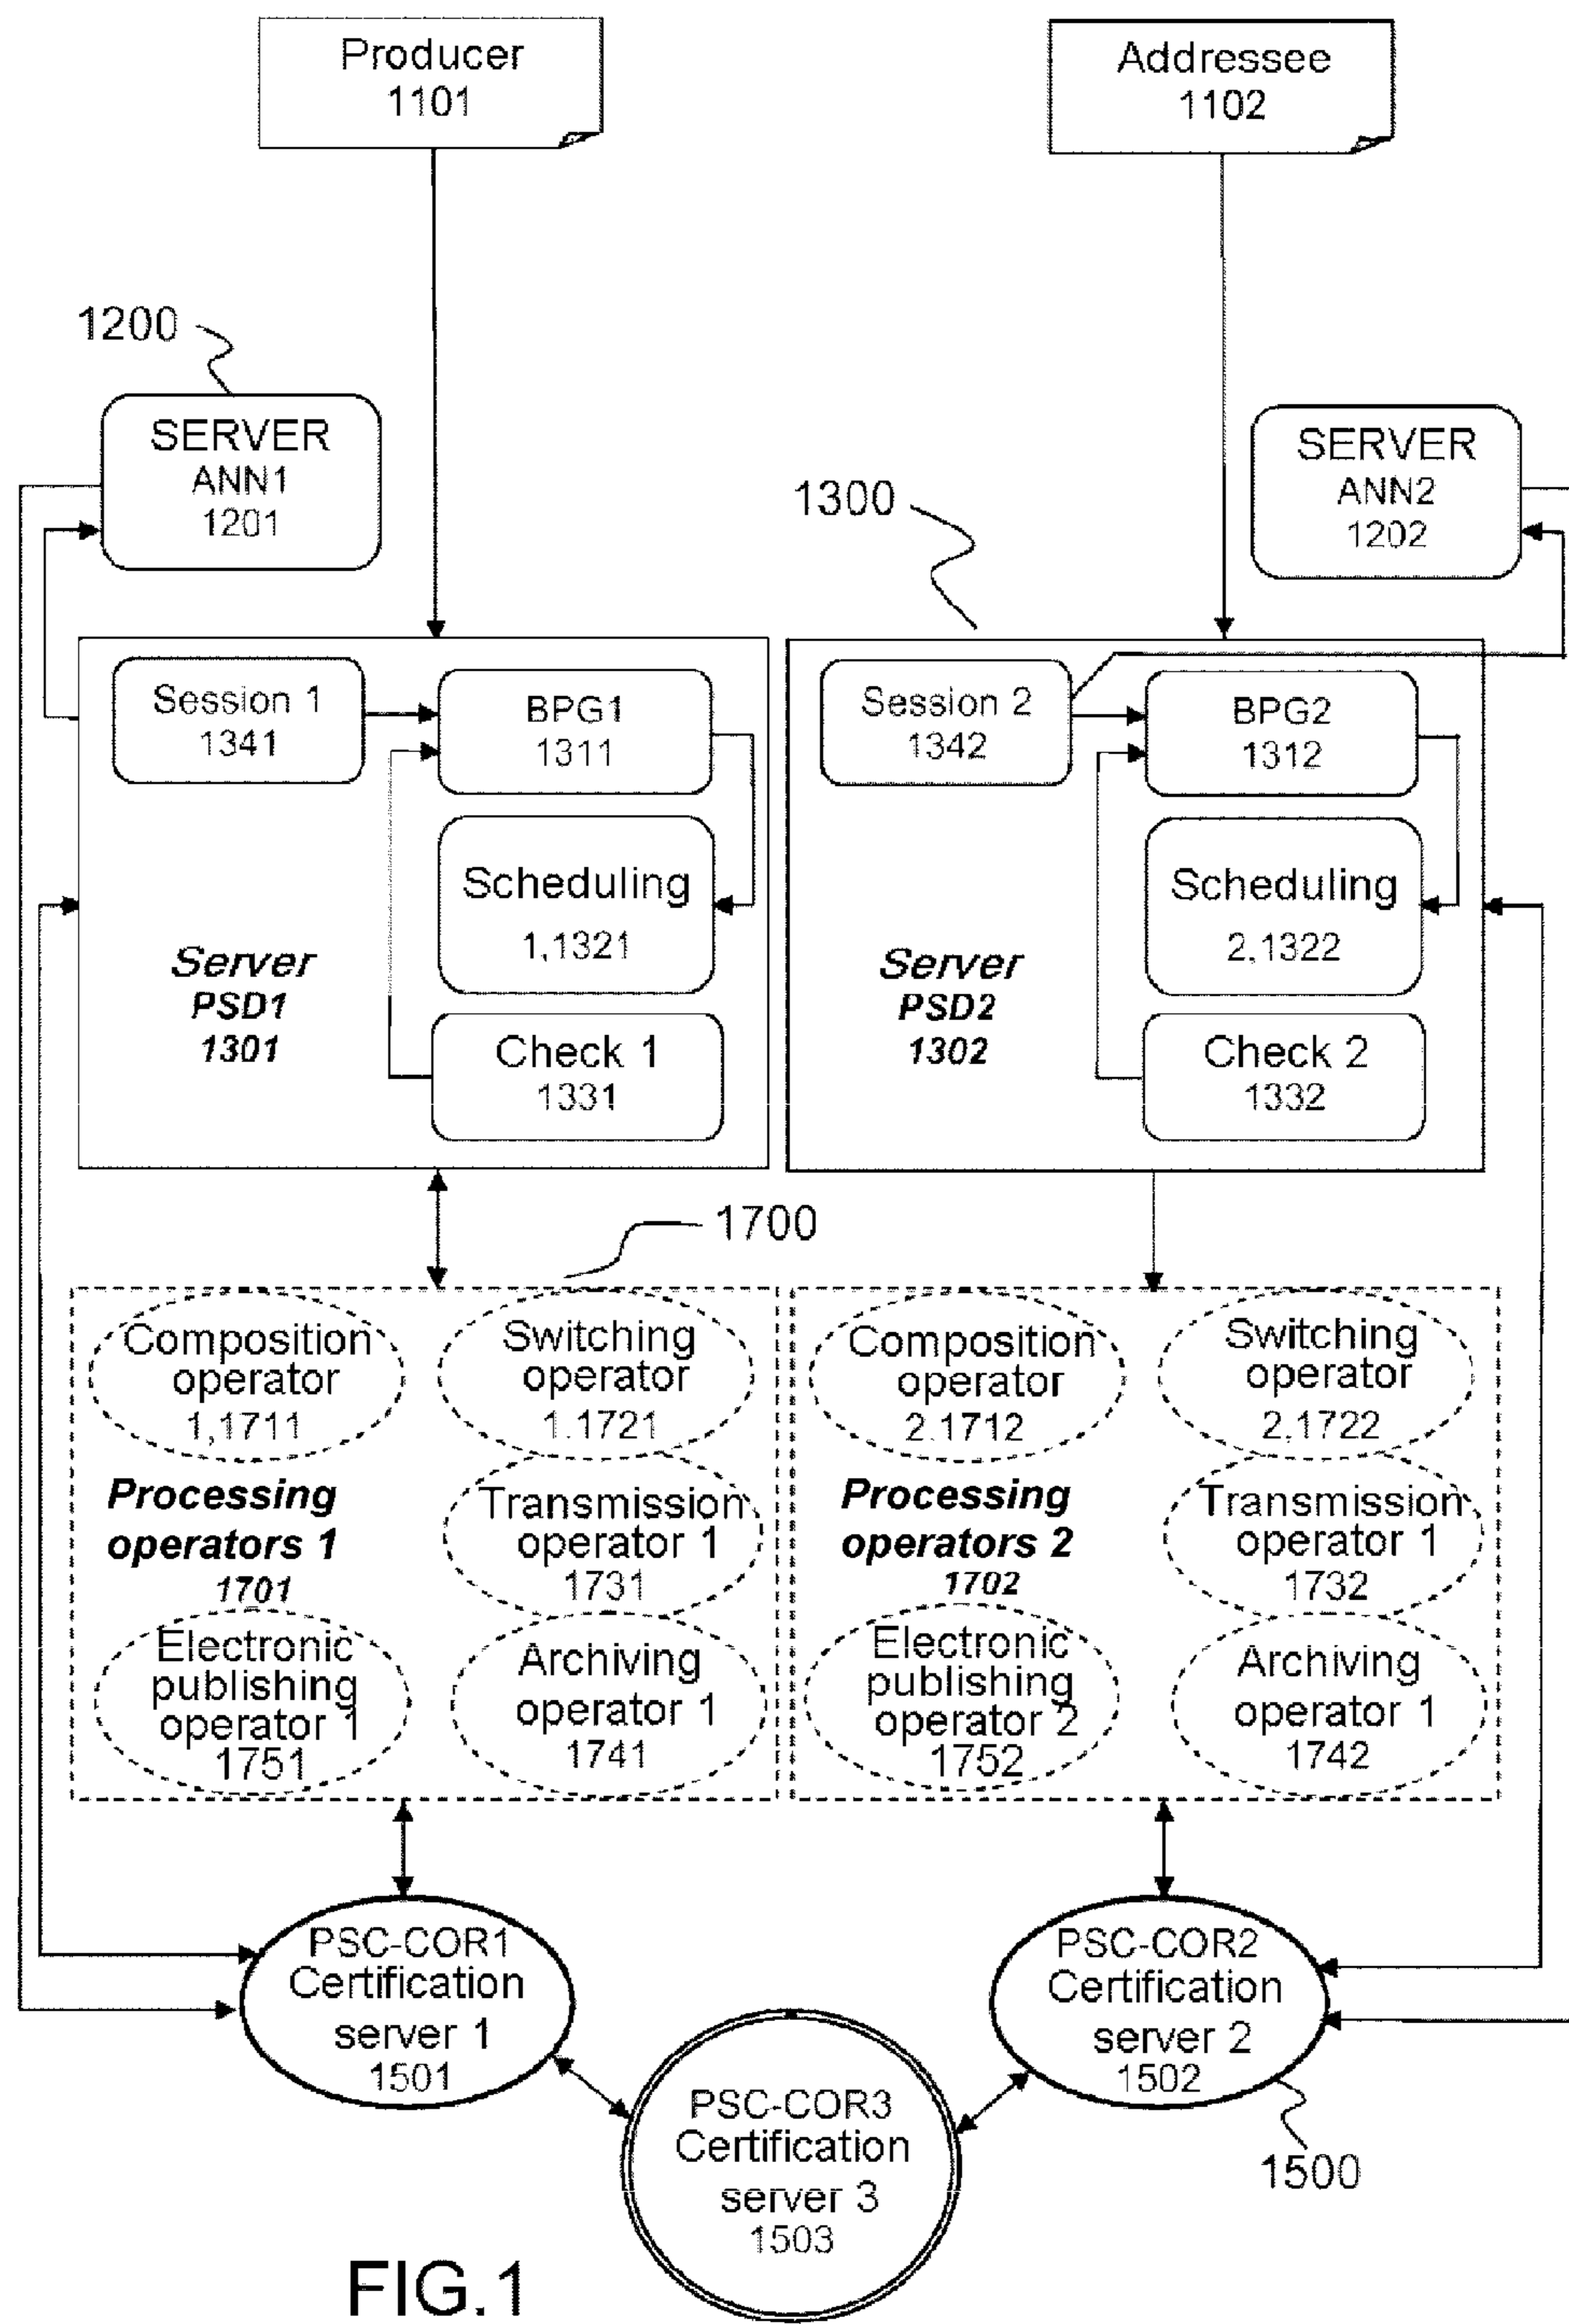 Producer
1101
Addressee
1102
1200
SERVER
ANN1
1201
SERVER
ANN2
1202
1300
Session 1
1341
BPG1
1311
Scheduling
1,1321
Server
PSD1
1301
Check 1
1331
Session 2
1342
BPG2
1312
Scheduling
2,1322
Server
PSD2
1302
Check 2
1332
1700
Composition
operator
1,1711
Switching
operator
1.1721
Processing
operators 1
1701
Transmission
operator 1
1731
Electronic
publishing
operator 1
1751
Archiving
operator 1
1741
Composition
operator
2.1712
Switching
operator
2,1722
Processing
operators 2
1702
Transmission
operator 1
1732
Electronic
publishing
operator 2
1752
Archiving
operator 1
1742
PSC-COR1
Certification
server 1
1501
PSC-COR2
Certification
server 2
1502
PSC-COR3
Certification
server 3
1503
1500
FIG.1